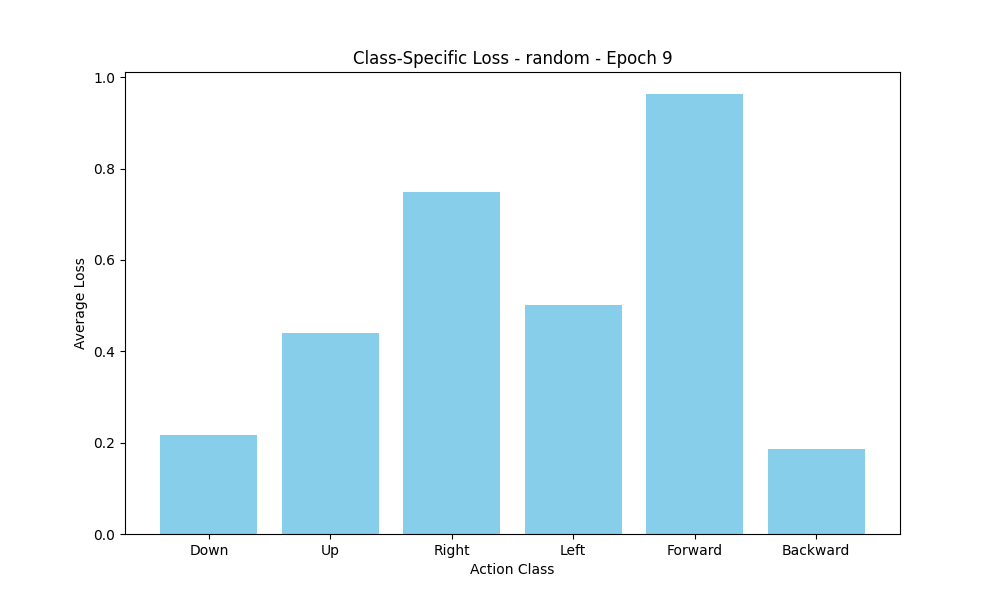 Class-Specific Loss - random - Epoch 9
1.0
0.8
0.6
0.4
0.2
0.0
Average Loss
Down Up Right Left Forward Backward
Action Class